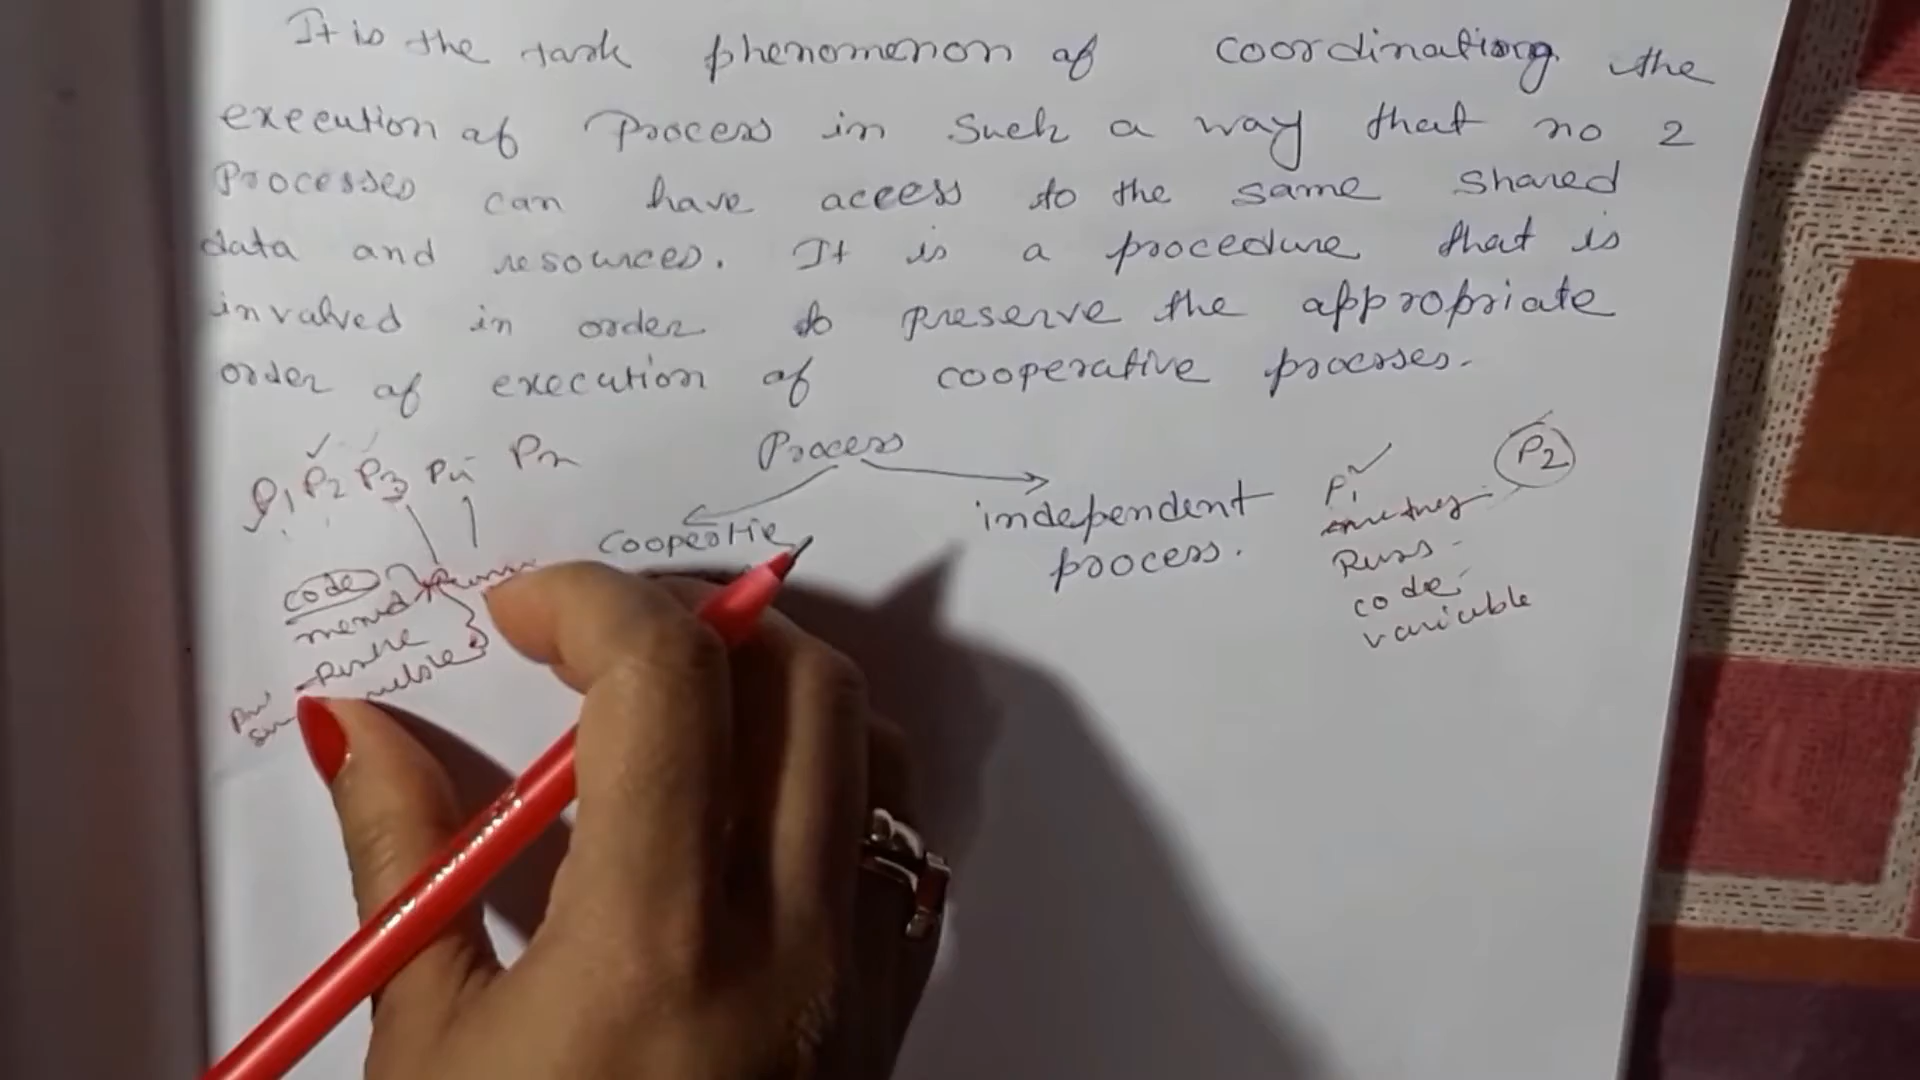 It is the task phenomenon of coordinationg the
execution of Process in such a way that no 2
Processes can have access to the same shared
data and resources. It is a procedure that is
involved in order to preserve the appropriate
order of execution of cooperative processes.
P1 P2 P3 P4 Pn
Process
Coopeotie
independent
process.
code
P1
P2
Russ
code
variable